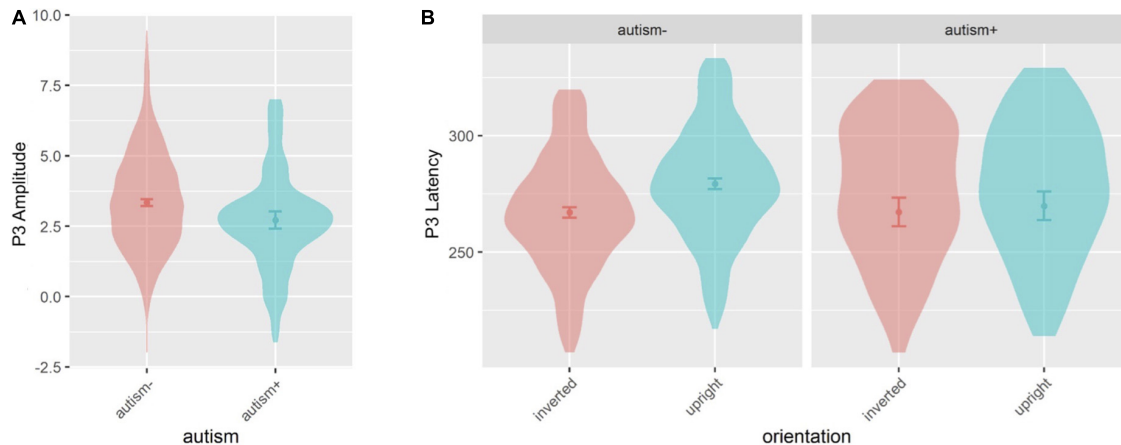 A
P3 Amplitude
10.0
7.5
5.0
2.5
0.0
-2.5
autism-
autism+
autism
B
P3 Latency
300
250
autism-
autism+
inverted
upright
inverted
upright
orientation